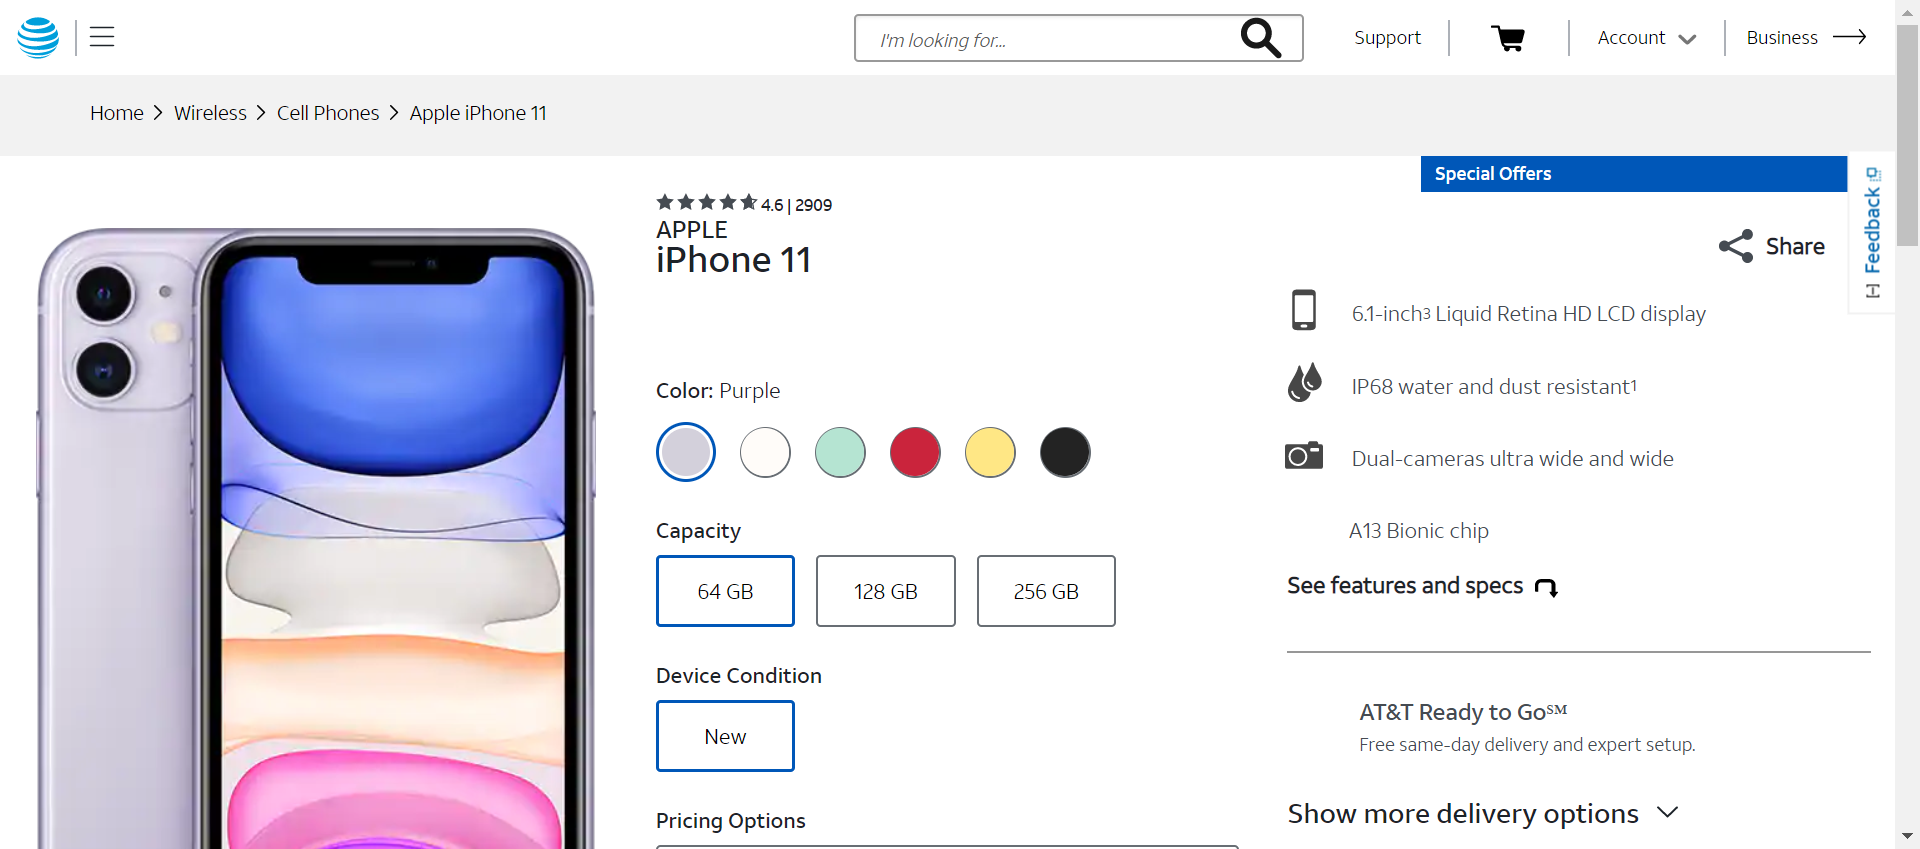 I'm looking for...
Support
Account
Business
Home
Wireless
Cell Phones
Apple iPhone 11
Special Offers
[-] Feedback
4.6 | 2909
APPLE
iPhone 11
Share
6.1-inch3 Liquid Retina HD LCD display
IP68 water and dust resistant1
Dual-cameras ultra wide and wide
A13 Bionic chip
See features and specs
Color: Purple
Capacity
64 GB
128 GB
256 GB
Device Condition
New
Pricing Options
AT&T Ready to Go℠
Free same-day delivery and expert setup.
Show more delivery options